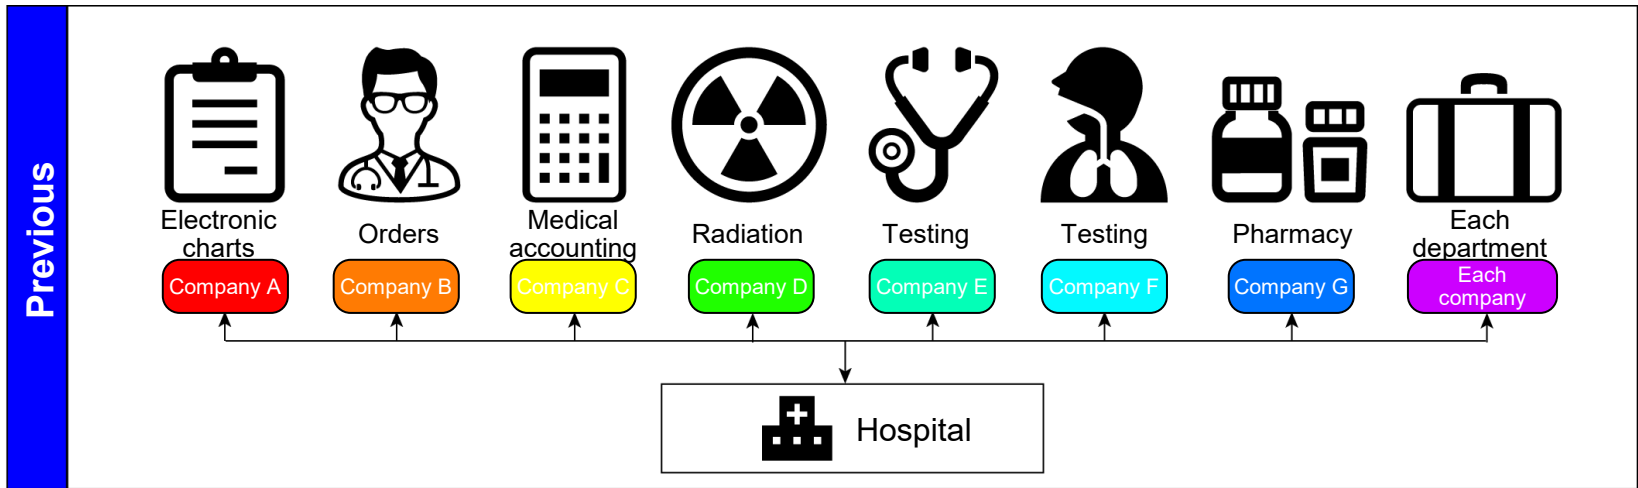 Previous
Electronic
charts
Orders
Medical
accounting
Radiation
Testing
Testing
Pharmacy
Each
department
Company A
Company B
Company C
Company D
Company E
Company F
Company G
Each
company
Hospital